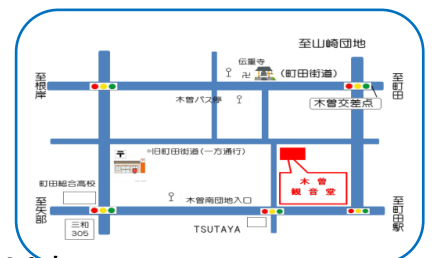 至山崎団地
伝重寺
卍
(町田街道)
至根岸
至町田
木曽バス停
木曽交差点
〒
旧町田街道(一方通行)
町田総合高校
木曽
観音堂
至矢部
木曽南団地入口
至町田駅
三和
305
TSUTAYA